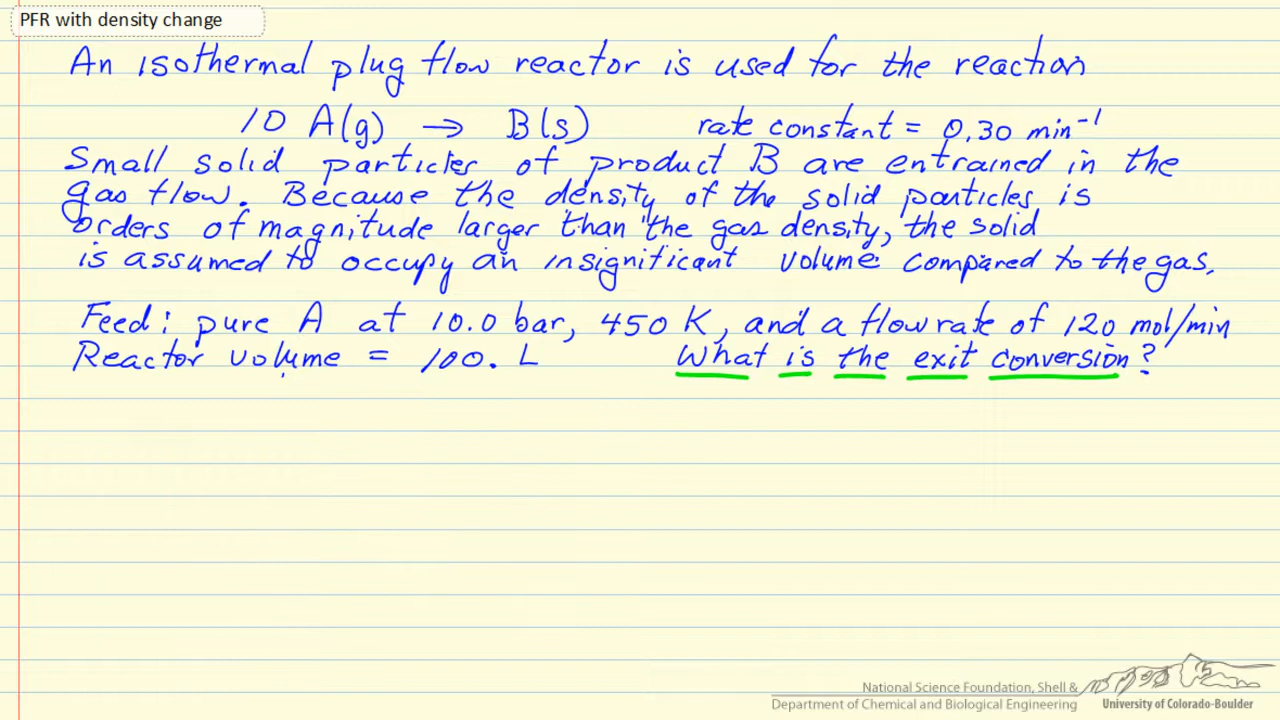 PFR with density change
An isothermal plug flow reactor is used for the reaction
10 A(g) → B(s) rate constant = 0.30 min⁻¹
Small solid particles of product B are entrained in the
gas flow. Because the density of the solid particles is
orders of magnitude larger than the gas density, the solid
is assumed to occupy an insignificant volume compared to the gas.
Feed: pure A at 10.0 bar, 450 K, and a flow rate of 120 mol/min
Reactor volume = 100. L What is the exit conversion?
National Science Foundation, Shell &
Department of Chemical and Biological Engineering
University of Colorado-Boulder